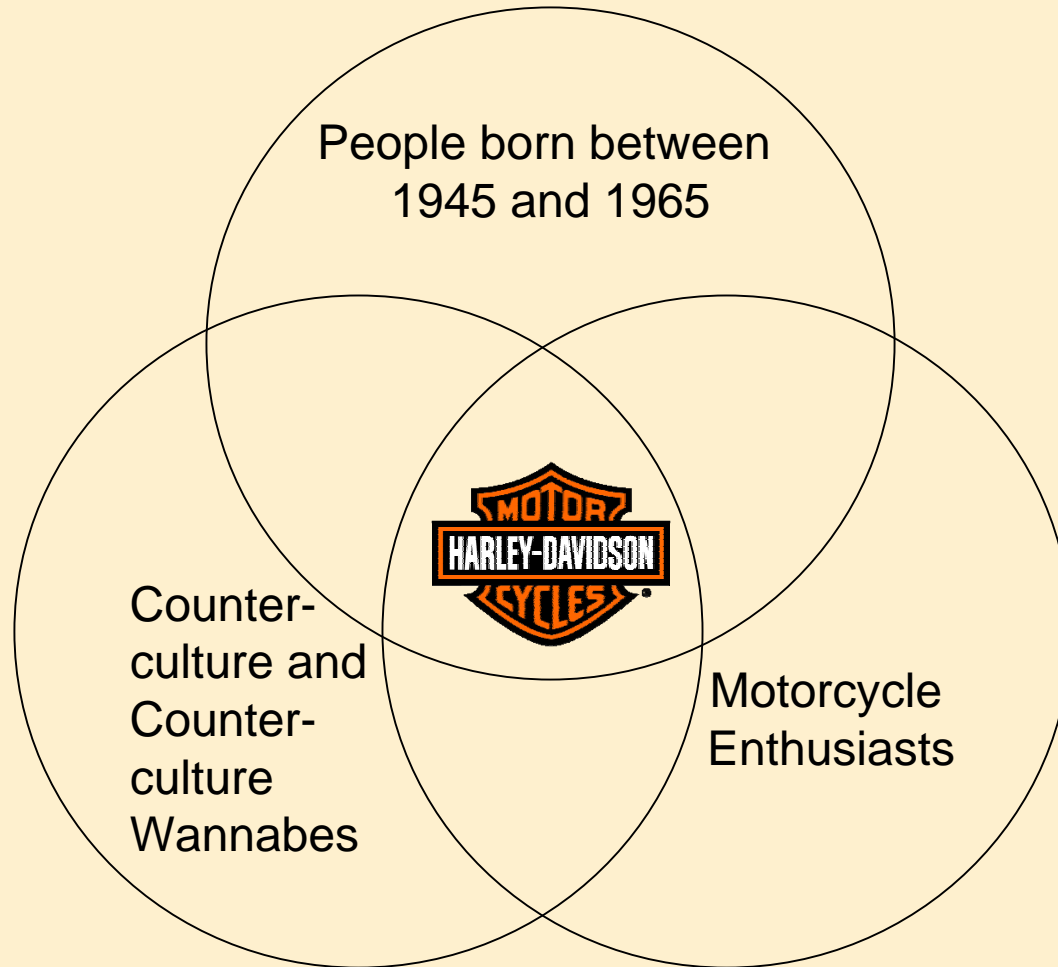 People born between
1945 and 1965
MOTOR
HARLEY-DAVIDSON
CYCLES
Counter-
culture and
Counter-
culture
Wannabes
Motorcycle
Enthusiasts